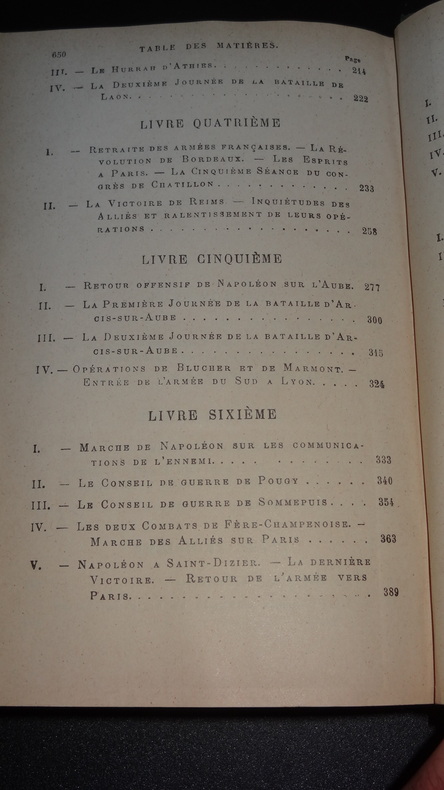 650
TABLE DES MATIÈRES.
Page
III. — Le Hurrah d'Athies. . . . . . . . . . . . 214
IV. — La Deuxième Journée de la bataille de
Laon. . . . . . . . . . . . . . . . . . . 222
LIVRE QUATRIÈME
I. — Retraite des armées françaises. — La Ré-
volution de Bordeaux. — Les Esprits
a Paris. — La Cinquième Séance du con-
grès de Chatillon . . . . . . . . . . . . . 233
II. — La Victoire de Reims — Inquiétudes des
Alliés et ralentissement de leurs opé-
rations . . . . . . . . . . . . . . . . . . . 258
LIVRE CINQUIÈME
I. — Retour offensif de Napoléon sur l'Aube. 277
II. — La Première Journée de la bataille d'Ar-
cis-sur-Aube . . . . . . . . . . . . . . . . 300
III. — La Deuxième Journée de la bataille d'Ar-
cis-sur-Aube . . . . . . . . . . . . . . . . 315
IV. — Opérations de Blucher et de Marmont. —
Entrée de l'armée du Sud a Lyon. . . . . 324
LIVRE SIXIÈME
I. — Marche de Napoléon sur les communica-
tions de l'ennemi. . . . . . . . . . . . . . 333
II. — Le Conseil de guerre de Pougy . . . . . . 340
III. — Le Conseil de guerre de Sommepuis. . . . 354
IV. — Les deux Combats de Fère-Champenoise. —
Marche des Alliés sur Paris . . . . . . . 363
V. — Napoléon a Saint-Dizier. — La dernière
Victoire. — Retour de l'armée vers
Paris. . . . . . . . . . . . . . . . . . . . . 389
I.
II.
III.
IV.
V.
I.